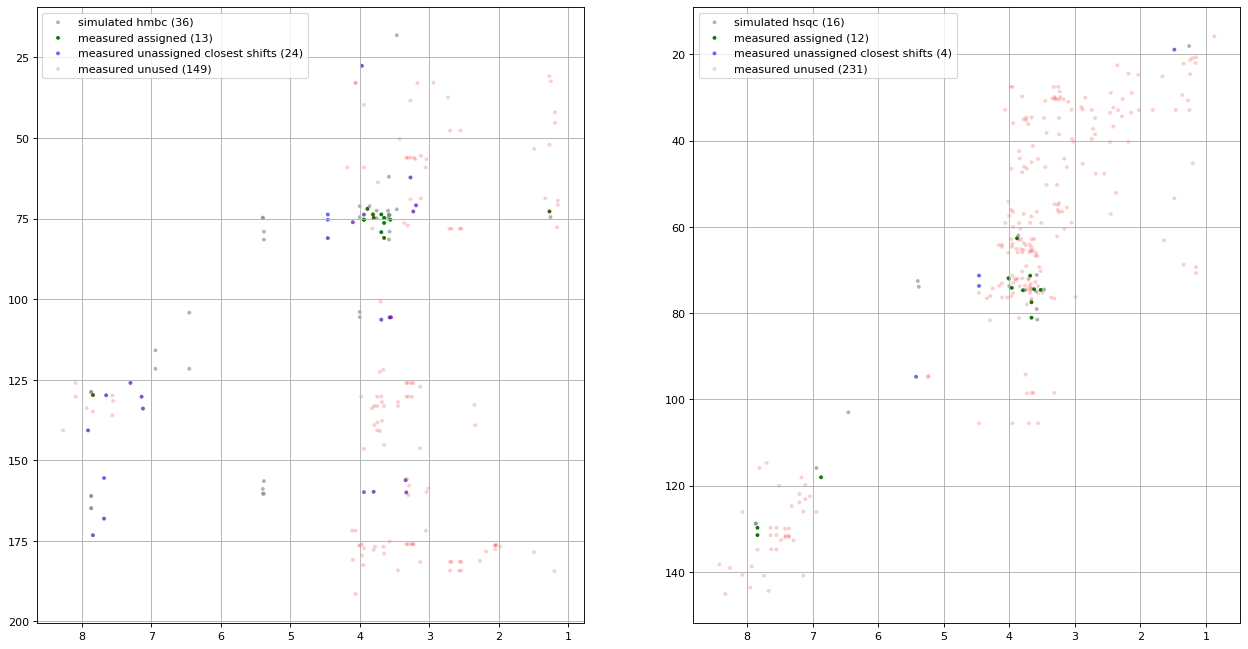 simulated hmbc (36)
measured assigned (13)
measured unassigned closest shifts (24)
measured unused (149)
25
50
75
100
125
150
175
200
8 7 6 5 4 3 2 1
simulated hsqc (16)
measured assigned (12)
measured unassigned closest shifts (4)
measured unused (231)
20
40
60
80
100
120
140
8 7 6 5 4 3 2 1